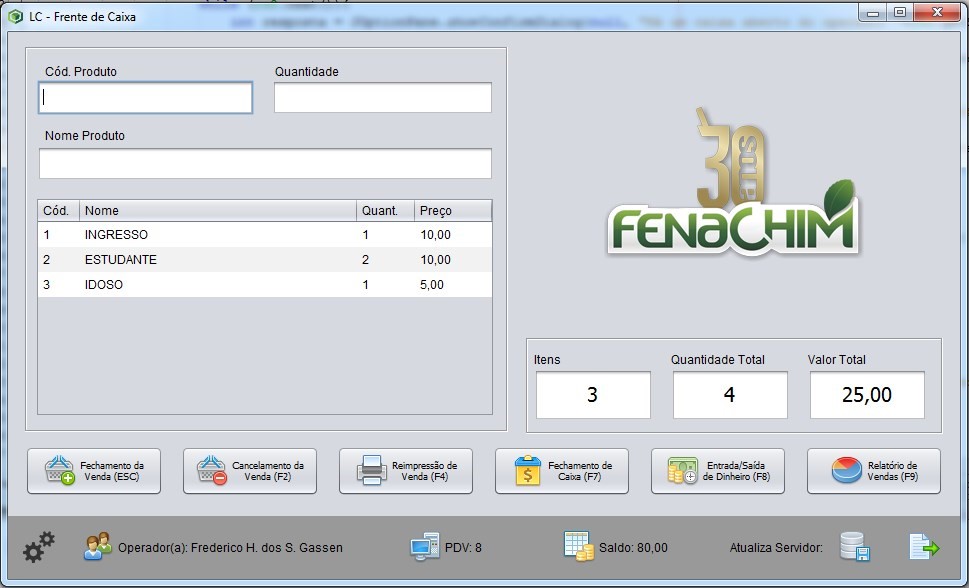 LC - Frente de Caixa
Cód. Produto
Quantidade
Nome Produto
Cód. Nome Quant. Preço
1 INGRESSO 1 10,00
2 ESTUDANTE 2 10,00
3 IDOSO 1 5,00
30
anos
FENACHIM
Itens
Quantidade Total
Valor Total
3
4
25,00
Fechamento da
Venda (ESC)
Cancelamento da
Venda (F2)
Reimpressão de
Venda (F4)
Fechamento de
Caixa (F7)
Entrada/Saída
de Dinheiro (F8)
Relatório de
Vendas (F9)
Operador(a): Frederico H. dos S. Gassen
PDV: 8
Saldo: 80,00
Atualiza Servidor: